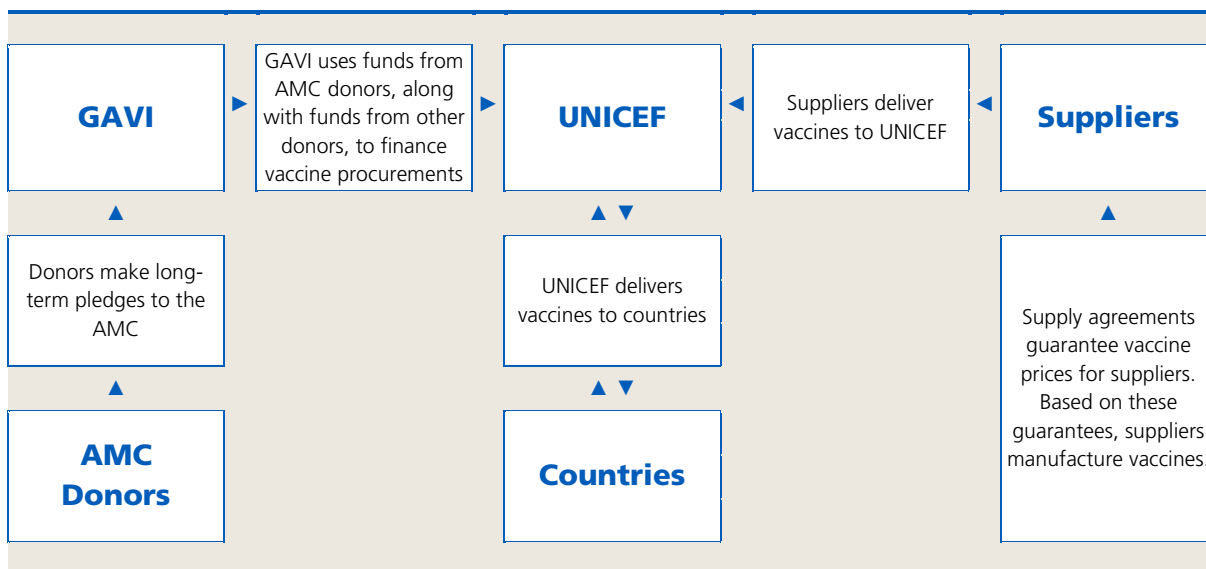 GAVI
GAVI uses funds from
AMC donors, along
with funds from other
donors, to finance
vaccine procurements
UNICEF
Suppliers deliver
vaccines to UNICEF
Suppliers
Donors make long-
term pledges to the
AMC
UNICEF delivers
vaccines to countries
Supply agreements
guarantee vaccine
prices for suppliers.
Based on these
guarantees, suppliers
manufacture vaccines.
AMC
Donors
Countries